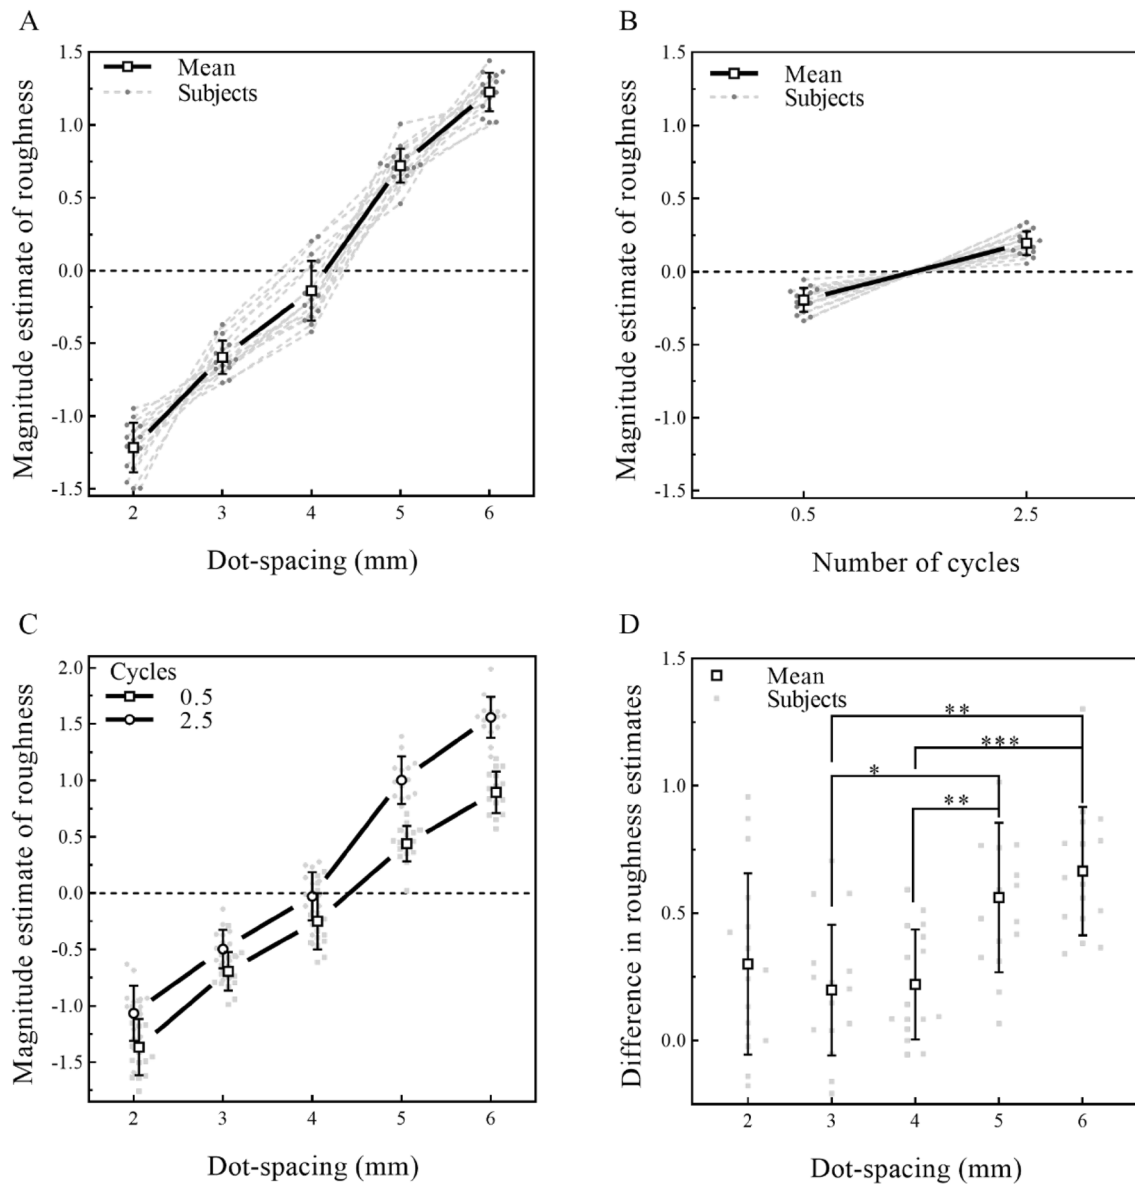 A
Magnitude estimate of roughness
1.5
1.0
0.5
0.0
-0.5
-1.0
-1.5
Mean
Subjects
2 3 4 5 6
Dot-spacing (mm)
B
Magnitude estimate of roughness
1.5
1.0
0.5
0.0
-0.5
-1.0
-1.5
Mean
Subjects
0.5 2.5
Number of cycles
C
Magnitude estimate of roughness
2.0
1.5
1.0
0.5
0.0
-0.5
-1.0
-1.5
Cycles
0.5
2.5
2 3 4 5 6
Dot-spacing (mm)
D
Difference in roughness estimates
1.5
1.0
0.5
0.0
Mean
Subjects
**
***
*
**
2 3 4 5 6
Dot-spacing (mm)